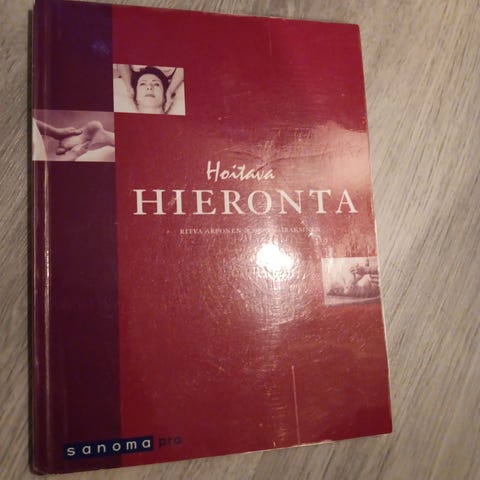 Hoitava
HIERONTA
RITVA ARPONEN
sanoma pro